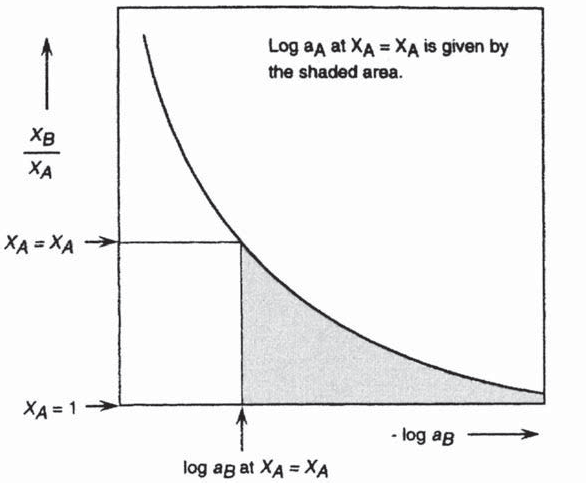 Log aA at XA = XA is given by
the shaded area.
XB
XA
XA = XA
XA = 1
- log aB
log aB at XA = XA